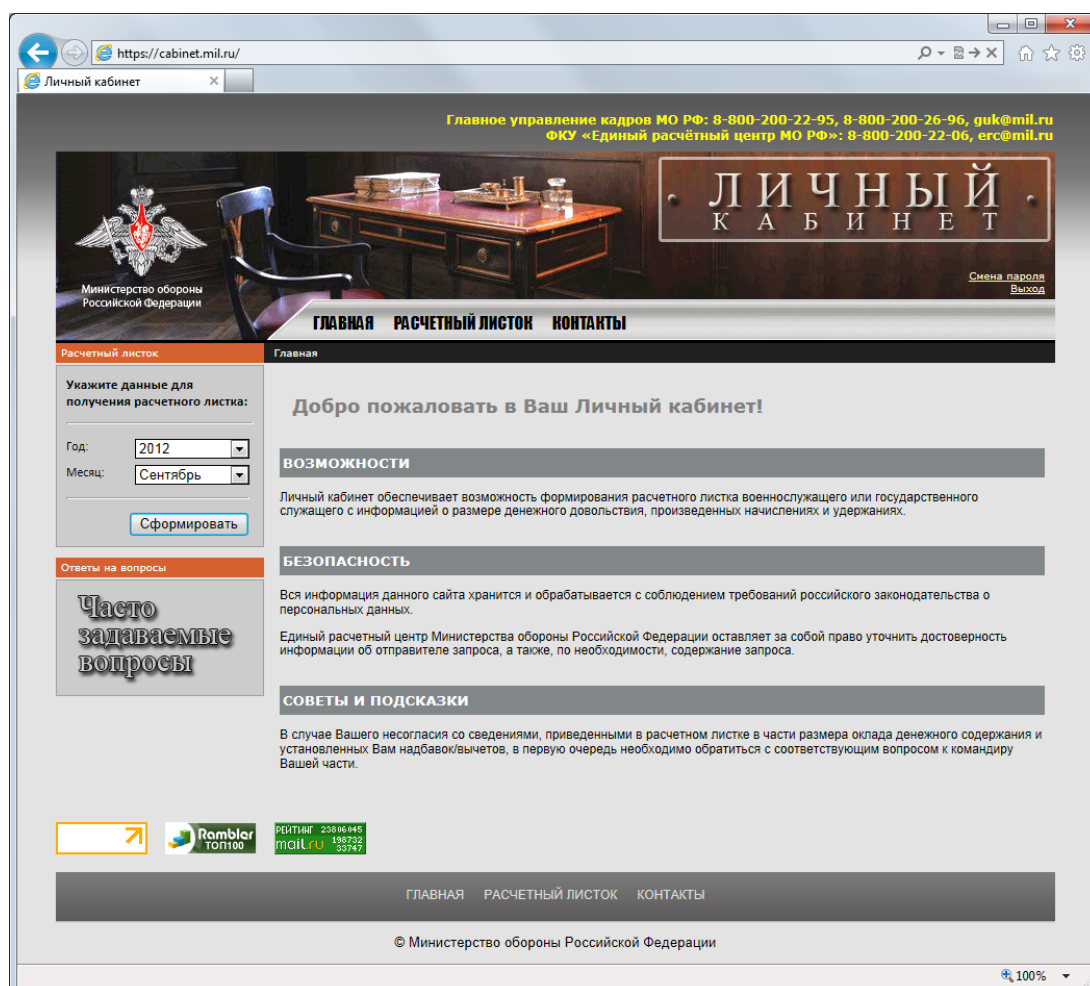 https://cabinet.mil.ru/
Личный кабинет
Главное управление кадров МО РФ: 8-800-200-22-95, 8-800-200-26-96, guk@mil.ru
ФКУ «Единый расчётный центр МО РФ»: 8-800-200-22-06, erc@mil.ru
ЛИЧНЫЙ
КАБИНЕТ
Министерство обороны
Российской Федерации
Смена пароля
Выход
ГЛАВНАЯ РАСЧЕТНЫЙ ЛИСТОК КОНТАКТЫ
Расчетный листок
Главная
Укажите данные для
получения расчетного листка:
Год: 2012
Месяц: Сентябрь
Сформировать
Ответы на вопросы
Часто
задаваемые
вопросы
Добро пожаловать в Ваш Личный кабинет!
ВОЗМОЖНОСТИ
Личный кабинет обеспечивает возможность формирования расчетного листка военнослужащего или государственного
служащего с информацией о размере денежного довольствия, произведенных начислениях и удержаниях.
БЕЗОПАСНОСТЬ
Вся информация данного сайта хранится и обрабатывается с соблюдением требований российского законодательства о
персональных данных.
Единый расчетный центр Министерства обороны Российской Федерации оставляет за собой право уточнить достоверность
информации об отправителе запроса, а также, по необходимости, содержание запроса.
СОВЕТЫ И ПОДСКАЗКИ
В случае Вашего несогласия со сведениями, приведенными в расчетном листке в части размера оклада денежного содержания и
установленных Вам надбавок/вычетов, в первую очередь необходимо обратиться с соответствующим вопросом к командиру
Вашей части.
Rambler
ТОП100
РЕЙТИНГ 23806045
mail.ru 198732
33747
ГЛАВНАЯ РАСЧЕТНЫЙ ЛИСТОК КОНТАКТЫ
© Министерство обороны Российской Федерации
100%